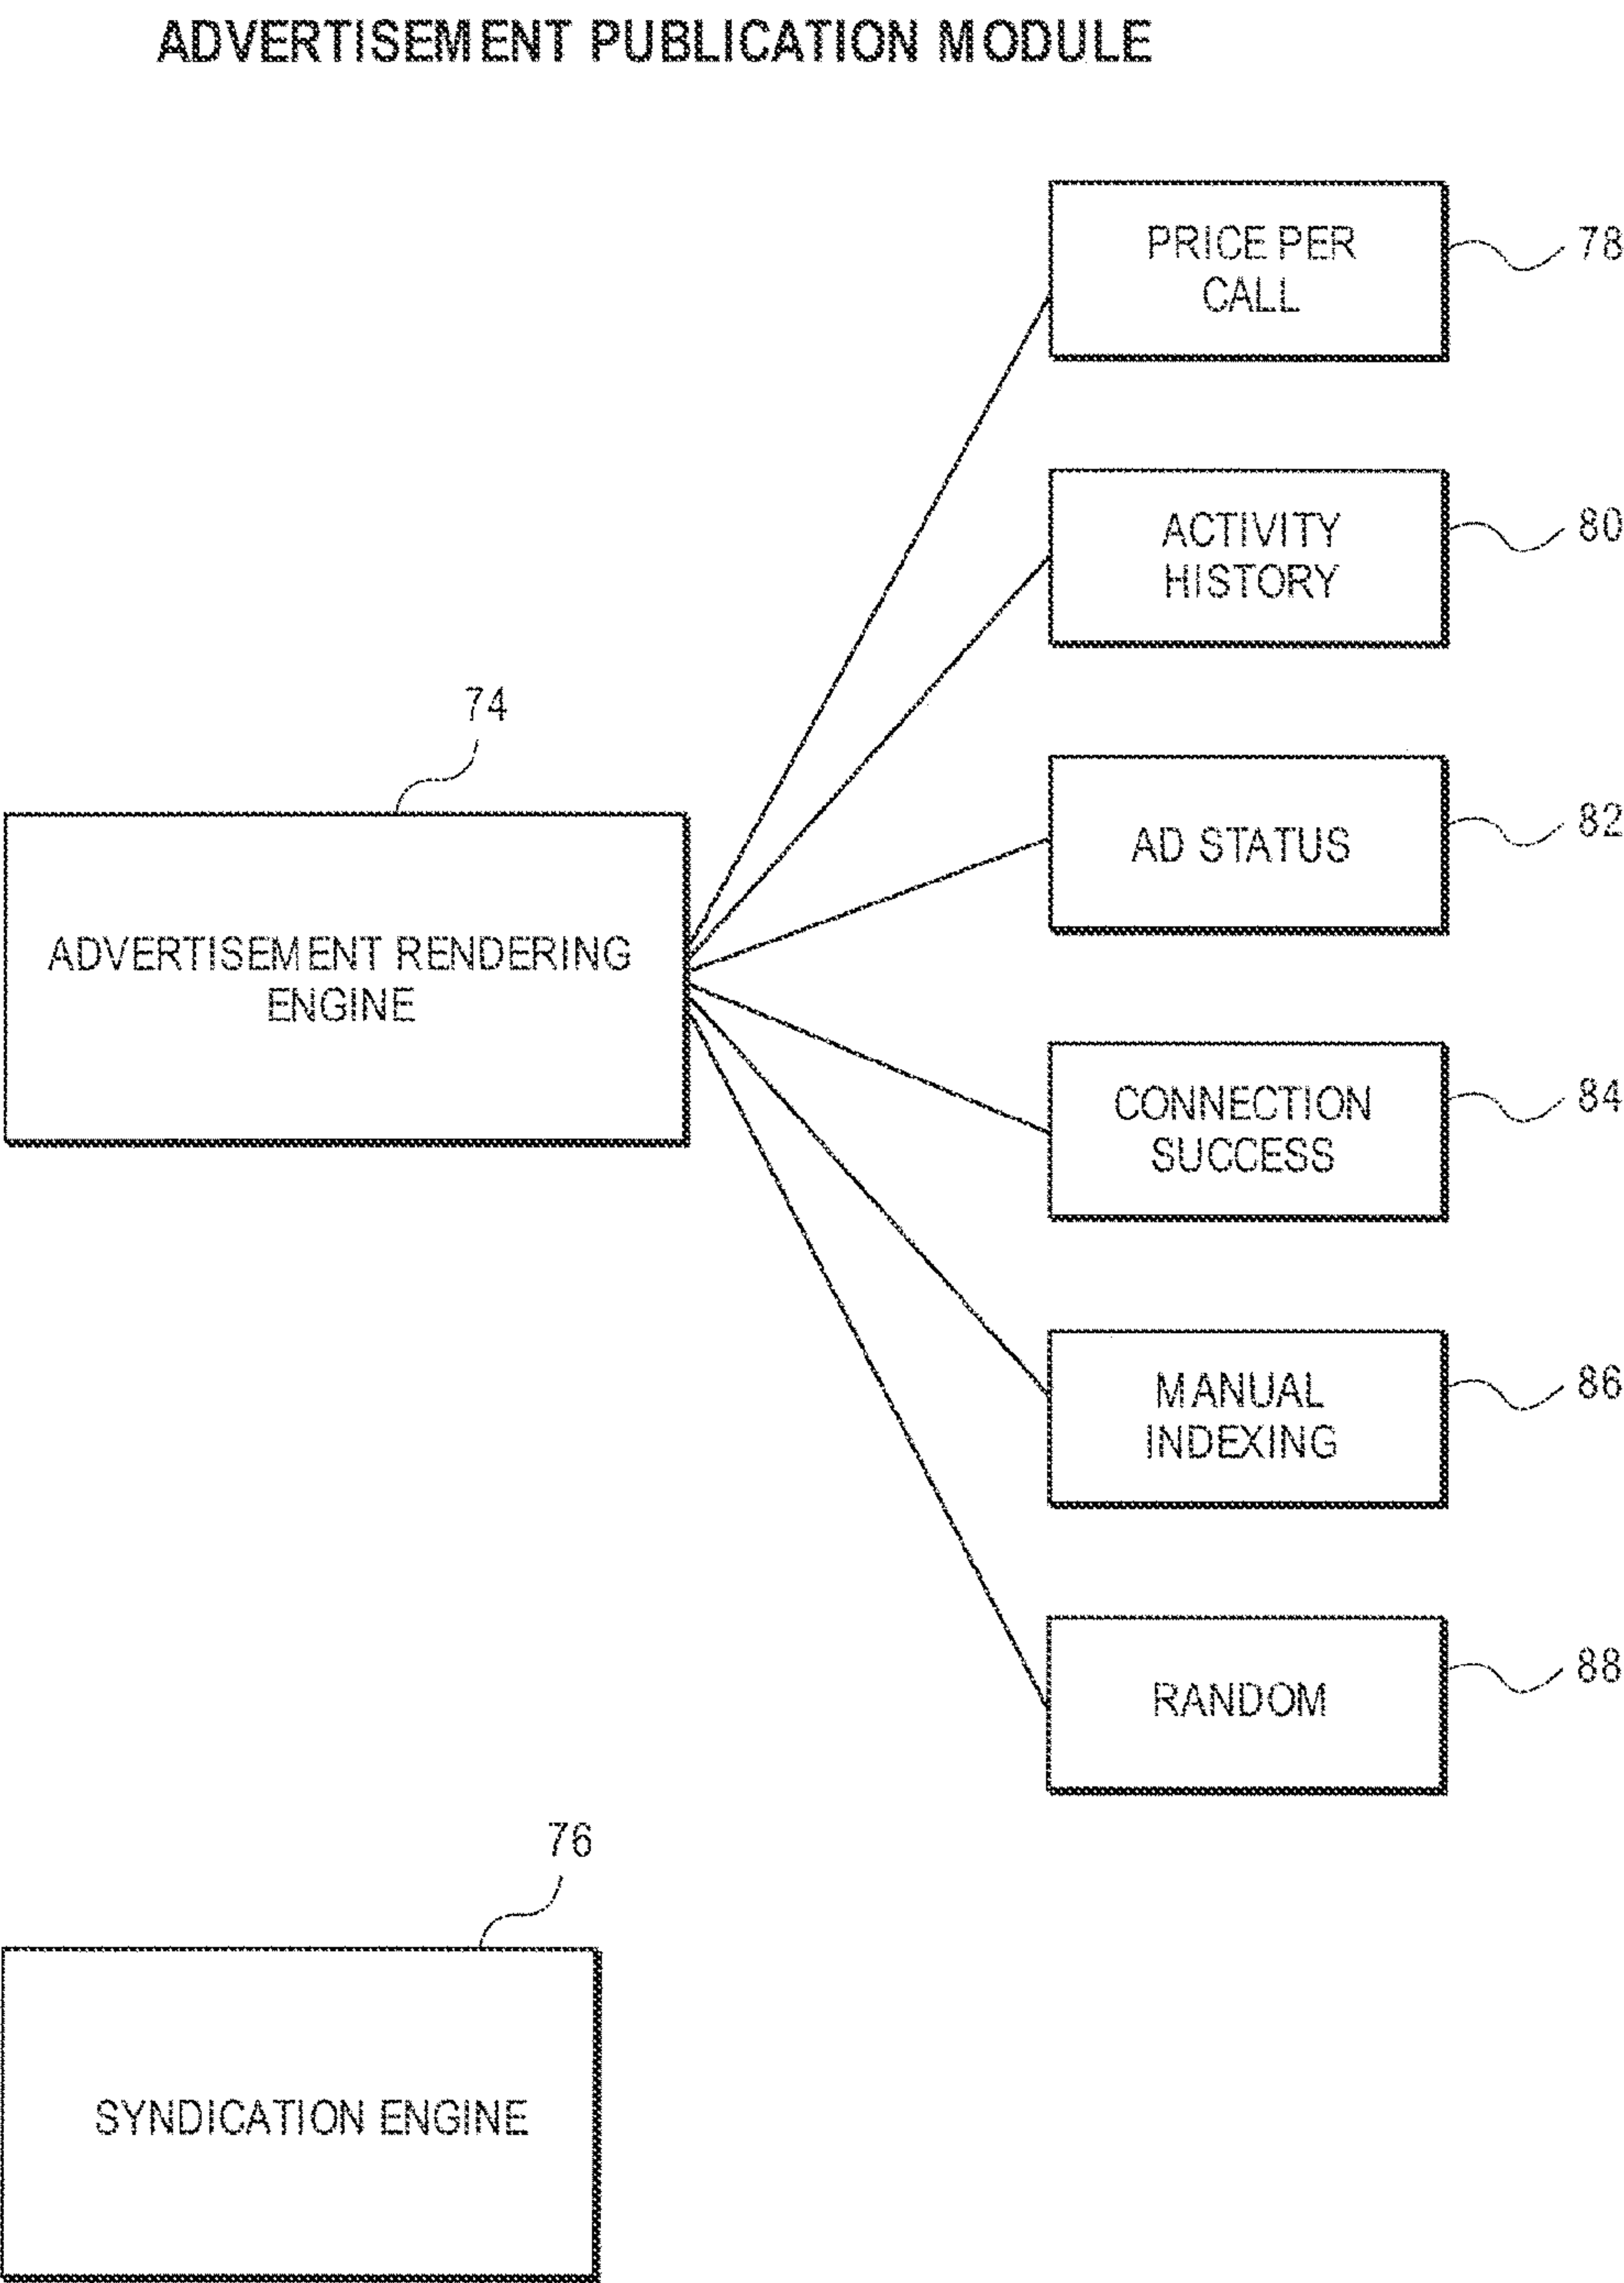 ADVERTISEMENT PUBLICATION MODULE
PRICE PER
CALL
78
ACTIVITY
HISTORY
80
74
AD STATUS
82
ADVERTISEMENT RENDERING
ENGINE
CONNECTION
SUCCESS
84
MANUAL
INDEXING
86
RANDOM
88
76
SYNDICATION ENGINE